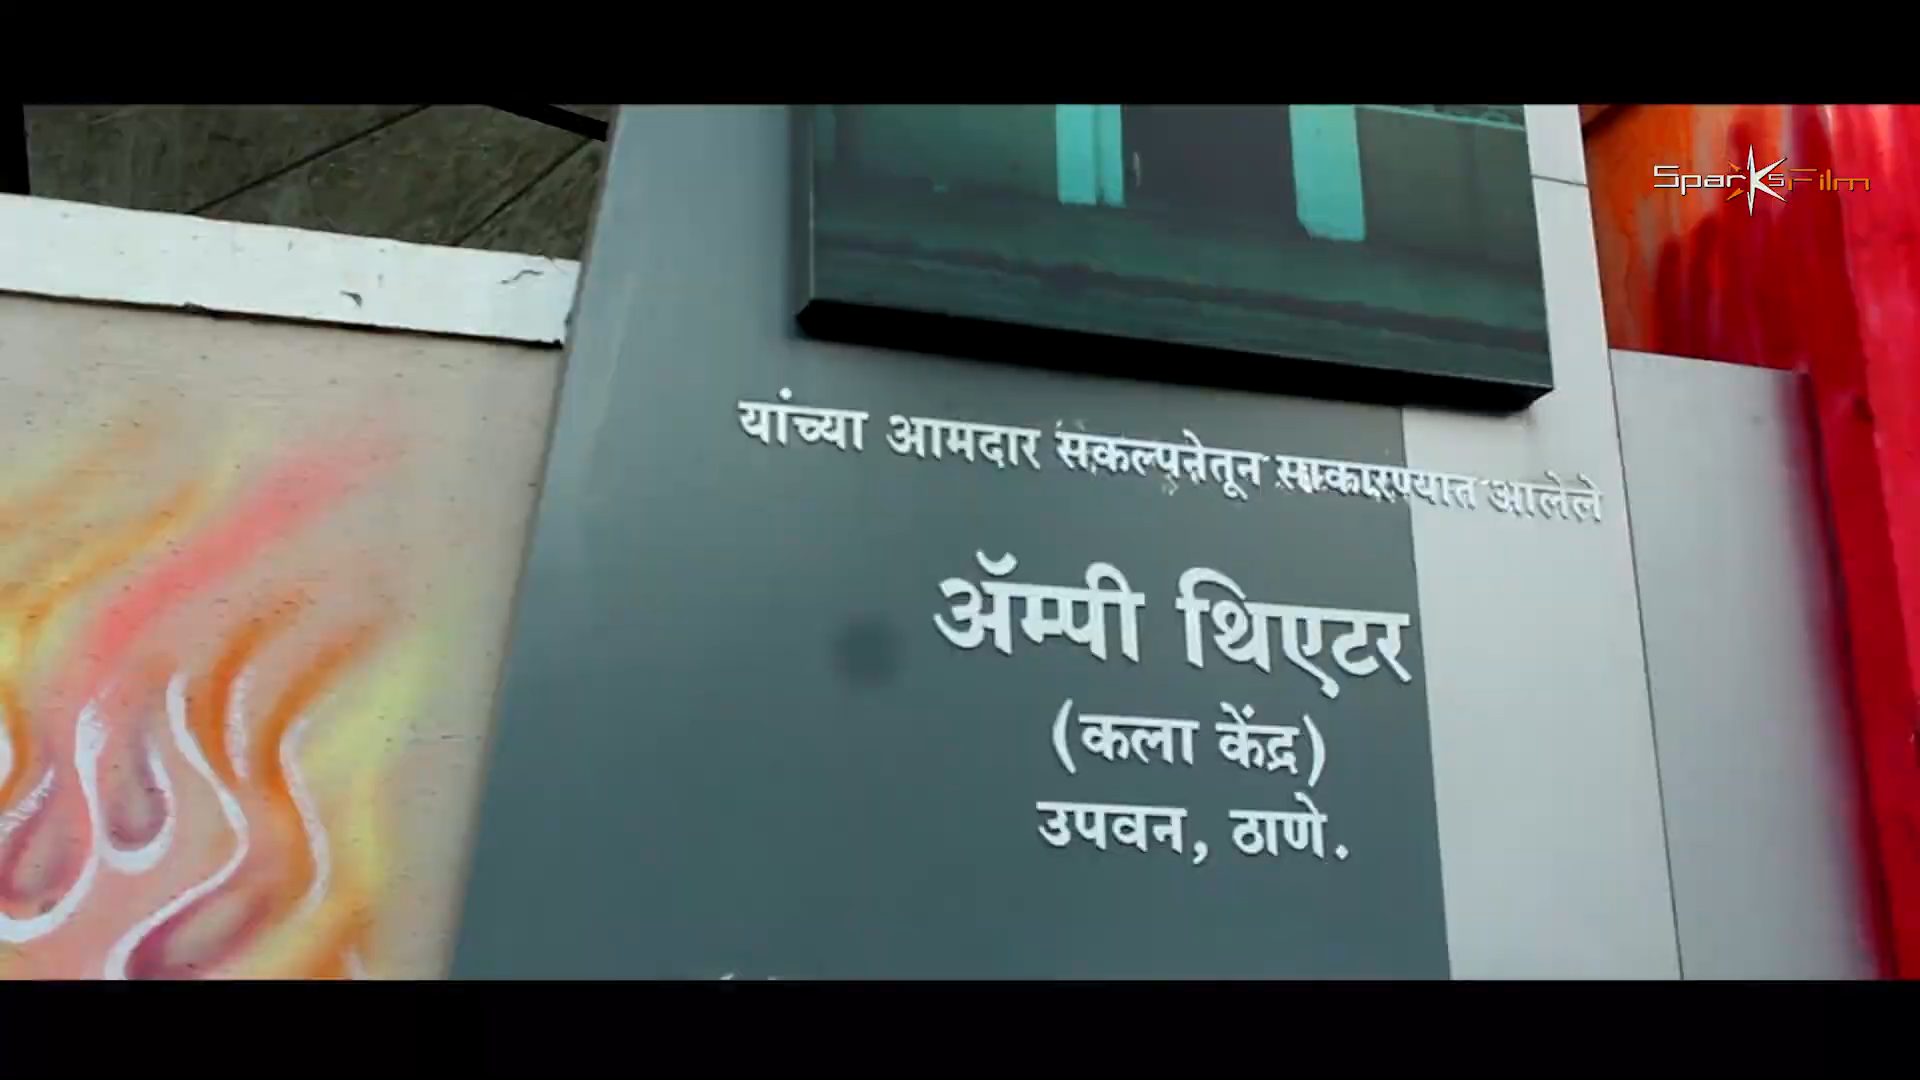 SparksFilm
यांच्या आमदार संकल्पनेतून साकारण्यात आलेले
ॲम्पी थिएटर
(कला केंद्र)
उपवन, ठाणे.